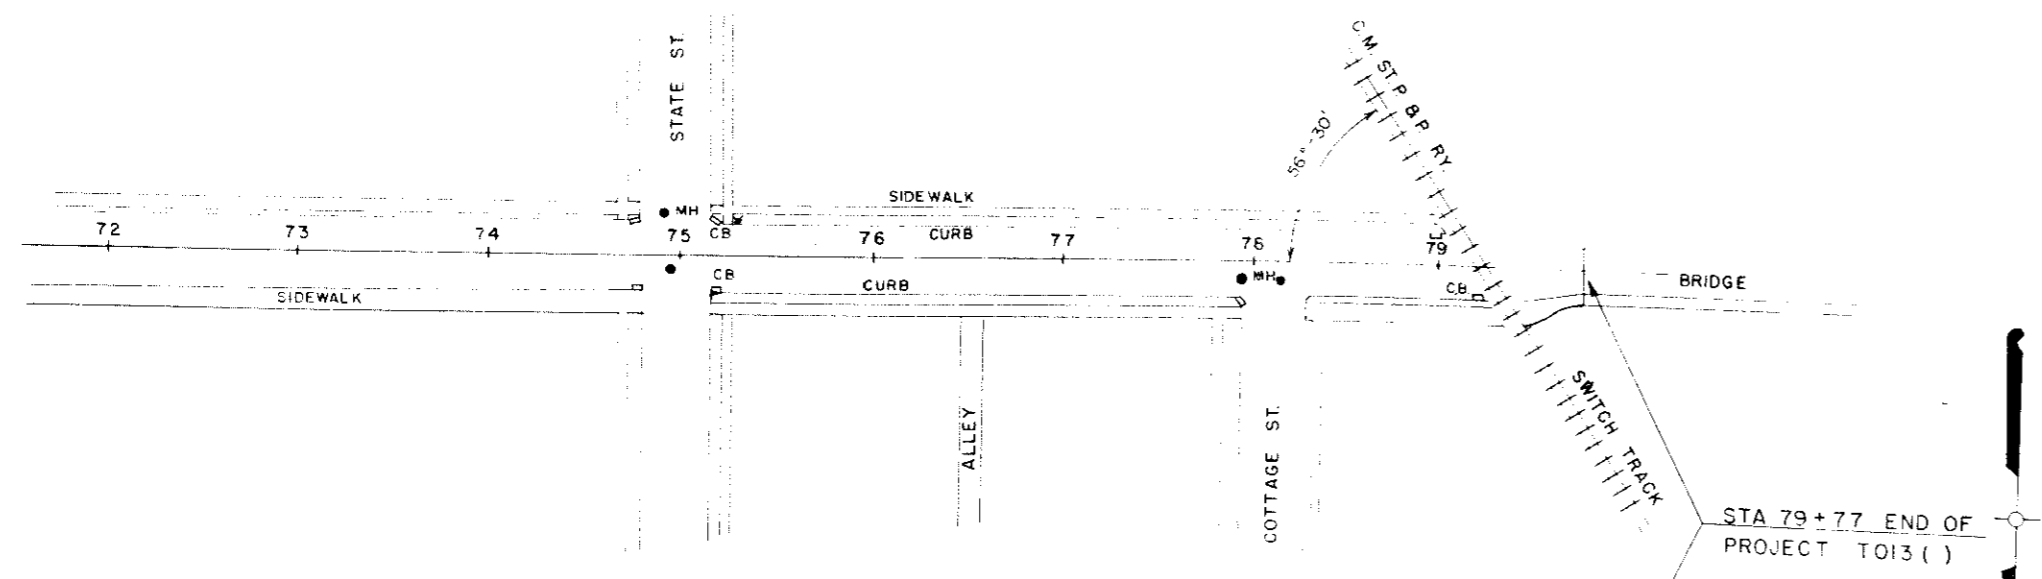 C.M. ST.P. & P. RY.
STATE ST.
56°-30'
SIDEWALK
MH
CB
CURB
72 73 74 75 76 77 78 79
CB
CURB
MH
CB
BRIDGE
SIDEWALK
ALLEY
COTTAGE ST.
SWITCH TRACK
STA 79+77 END OF
PROJECT T013 ( )